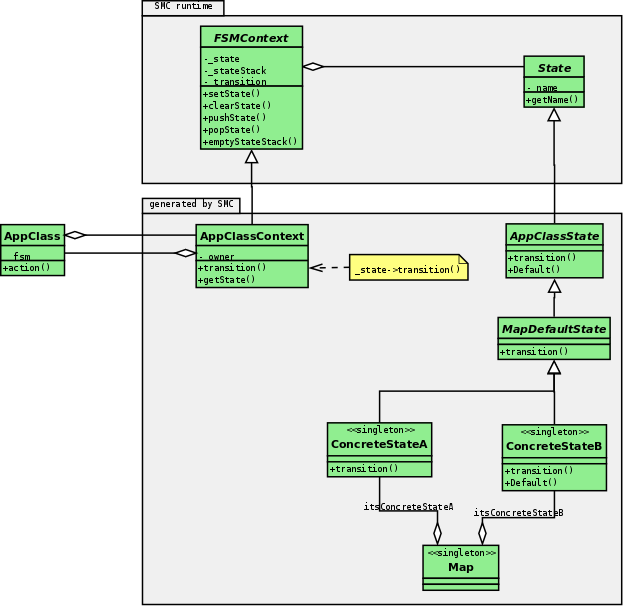 SMC runtime
FSMContext
-_state
-_stateStack
-_transition
+setState()
+clearState()
+pushState()
+popState()
+emptyStateStack()
State
-_name
+getName()
generated by SMC
AppClass
-_fsm
+action()
AppClassContext
-_owner
+transition()
+getState()
_state->transition()
AppClassState
+transition()
+Default()
MapDefaultState
+transition()
<<singleton>>
ConcreteStateA
+transition()
<<singleton>>
ConcreteStateB
+transition()
+Default()
itsConcreteStateA
itsConcreteStateB
<<singleton>>
Map